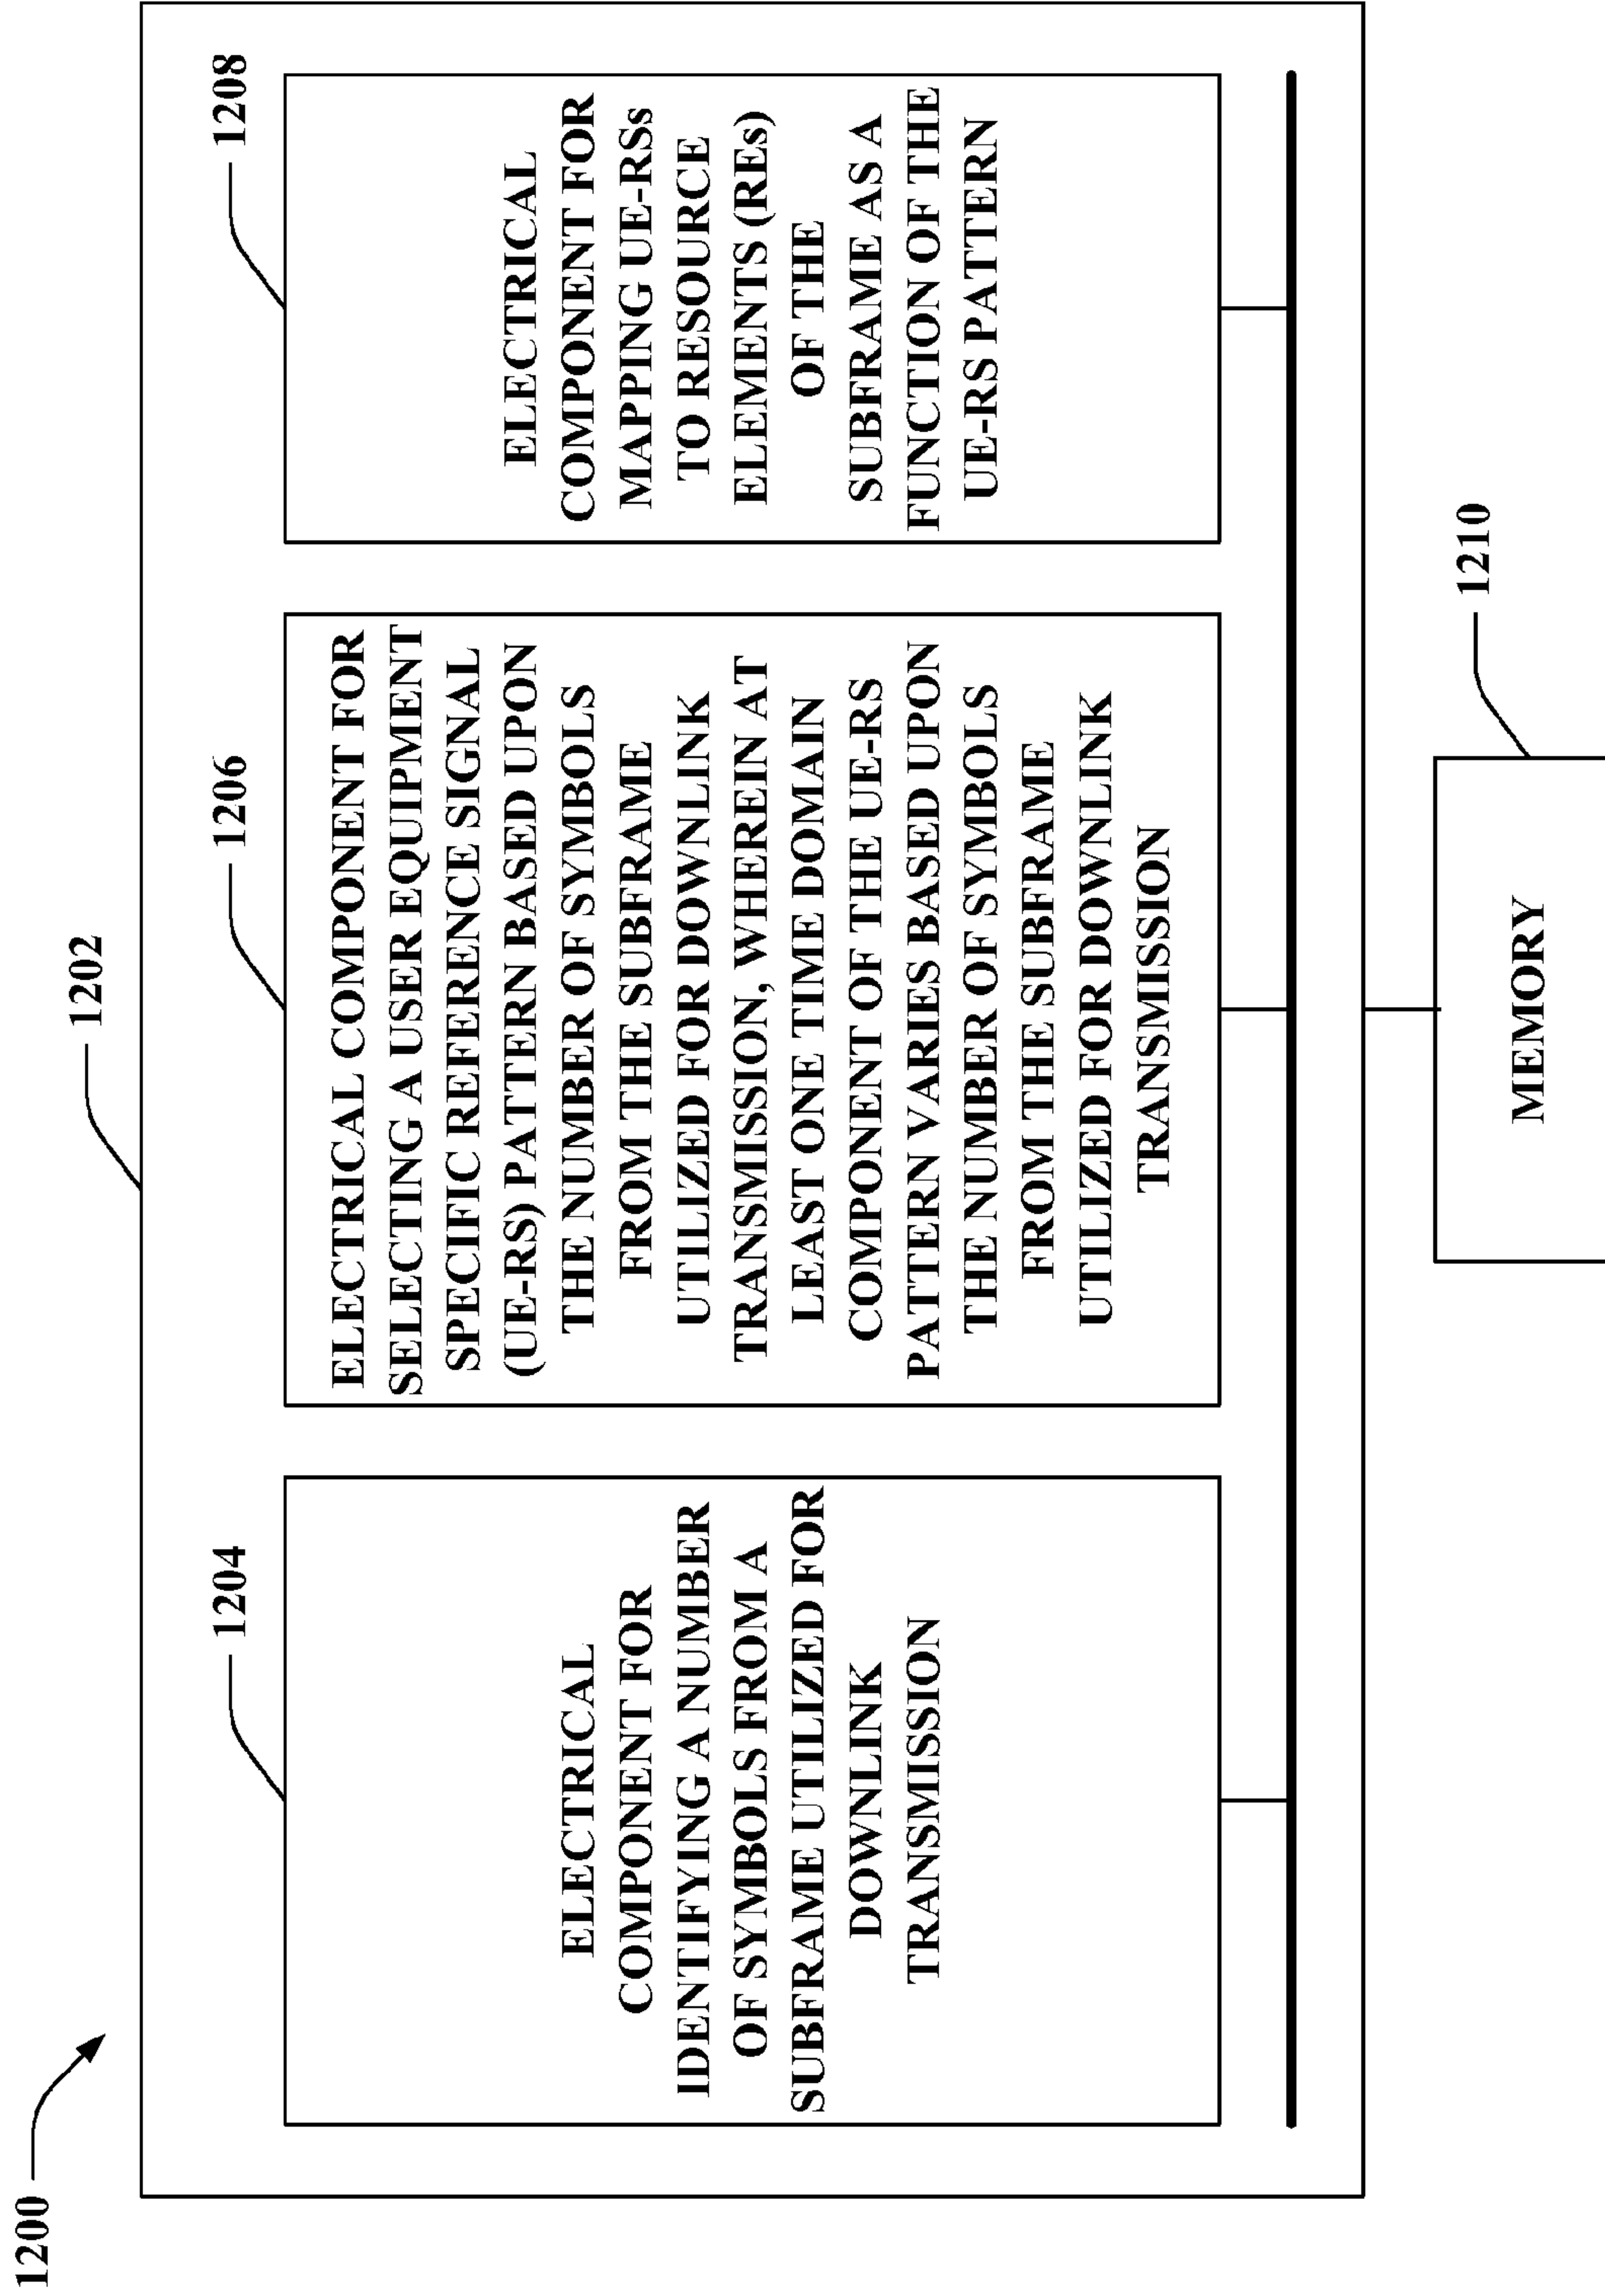 1200
1202
1204
ELECTRICAL
COMPONENT FOR
IDENTIFYING A NUMBER
OF SYMBOLS FROM A
SUBFRAME UTILIZED FOR
DOWNLINK
TRANSMISSION
1206
ELECTRICAL COMPONENT FOR
SELECTING A USER EQUIPMENT
SPECIFIC REFERENCE SIGNAL
(UE-RS) PATTERN BASED UPON
THE NUMBER OF SYMBOLS
FROM THE SUBFRAME
UTILIZED FOR DOWNLINK
TRANSMISSION, WHEREIN AT
LEAST ONE TIME DOMAIN
COMPONENT OF THE UE-RS
PATTERN VARIES BASED UPON
THE NUMBER OF SYMBOLS
FROM THE SUBFRAME
UTILIZED FOR DOWNLINK
TRANSMISSION
1208
ELECTRICAL
COMPONENT FOR
MAPPING UE-RSs
TO RESOURCE
ELEMENTS (REs)
OF THE
SUBFRAME AS A
FUNCTION OF THE
UE-RS PATTERN
1210
MEMORY